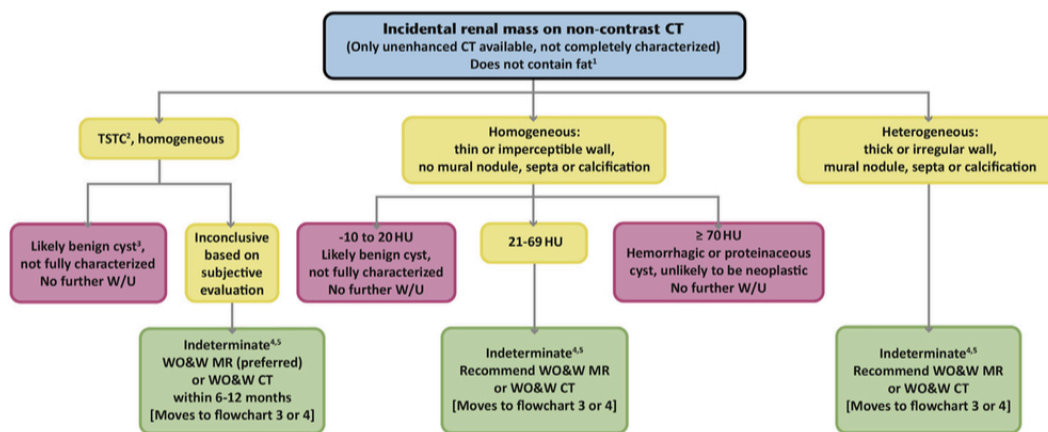 Incidental renal mass on non-contrast CT
(Only unenhanced CT available, not completely characterized)
Does not contain fat¹
TSTC², homogeneous
Homogeneous:
thin or imperceptible wall,
no mural nodule, septa or calcification
Heterogeneous:
thick or irregular wall,
mural nodule, septa or calcification
Likely benign cyst³,
not fully characterized
No further W/U
Inconclusive
based on
subjective
evaluation
-10 to 20 HU
Likely benign cyst,
not fully characterized
No further W/U
21-69 HU
≥ 70 HU
Hemorrhagic or proteinaceous
cyst, unlikely to be neoplastic
No further W/U
Indeterminate⁴,⁵
WO&W MR (preferred)
or WO&W CT
within 6-12 months
[Moves to flowchart 3 or 4]
Indeterminate⁴,⁵
Recommend WO&W MR
or WO&W CT
[Moves to flowchart 3 or 4]
Indeterminate⁴,⁵
Recommend WO&W MR
or WO&W CT
[Moves to flowchart 3 or 4]